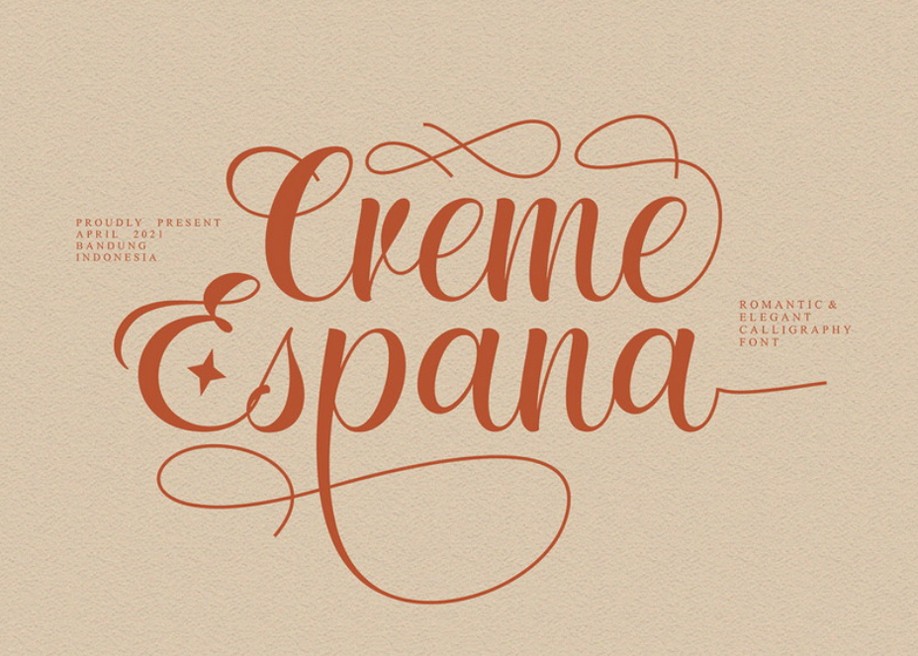 Creme
PROUDLY PRESENT
APRIL 2021
BANDUNG
INDONESIA
Espana
ROMANTIC &
ELEGANT
CALLIGRAPHY
FONT